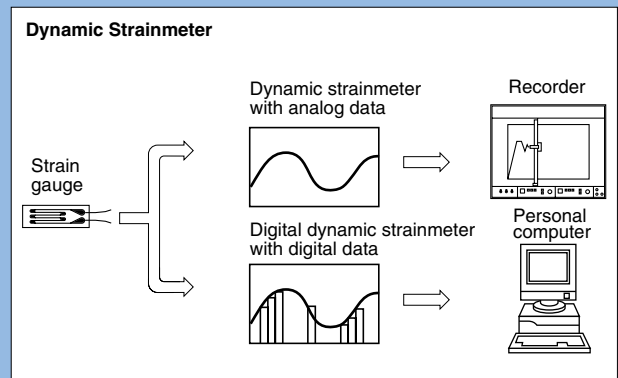 Dynamic Strainmeter
Strain
gauge
Dynamic strainmeter
with analog data
Recorder
Digital dynamic strainmeter
with digital data
Personal
computer